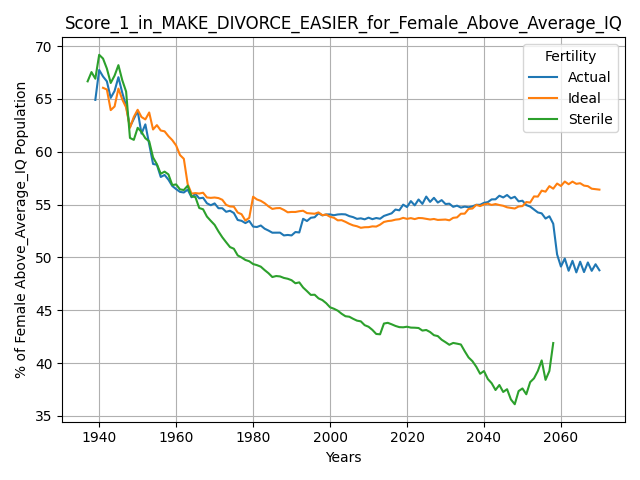 Score_1_in_MAKE_DIVORCE_EASIER_for_Female_Above_Average_IQ
% of Female Above_Average_IQ Population
70
65
60
55
50
45
40
35
Fertility
Actual
Ideal
Sterile
1940 1960 1980 2000 2020 2040 2060
Years